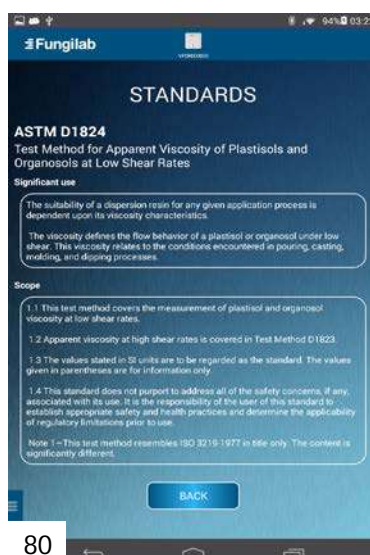 94% 03:2
Fungilab
STANDARDS
ASTM D1824
Test Method for Apparent Viscosity of Plastisols and
Organosols at Low Shear Rates
Significant use
The suitability of a dispersion resin for any given application process is
dependent upon its viscosity characteristics.
The viscosity defines the flow behavior of a plastisol or organosol under low
shear. This viscosity relates to the conditions encountered in pouring, casting,
molding, and dipping processes.
Scope
1.1 This test method covers the measurement of plastisol and organosol
viscosity at low shear rates.
1.2 Apparent viscosity at high shear rates is covered in Test Method D1823.
1.3 The values stated in SI units are to be regarded as the standard. The values
given in parentheses are for information only.
1.4 This standard does not purport to address all of the safety concerns, if any,
associated with its use. It is the responsibility of the user of this standard to
establish appropriate safety and health practices and determine the applicability
of regulatory limitations prior to use.
Note 1—This test method resembles ISO 3219-1977 in title only. The content is
significantly different.
BACK
80